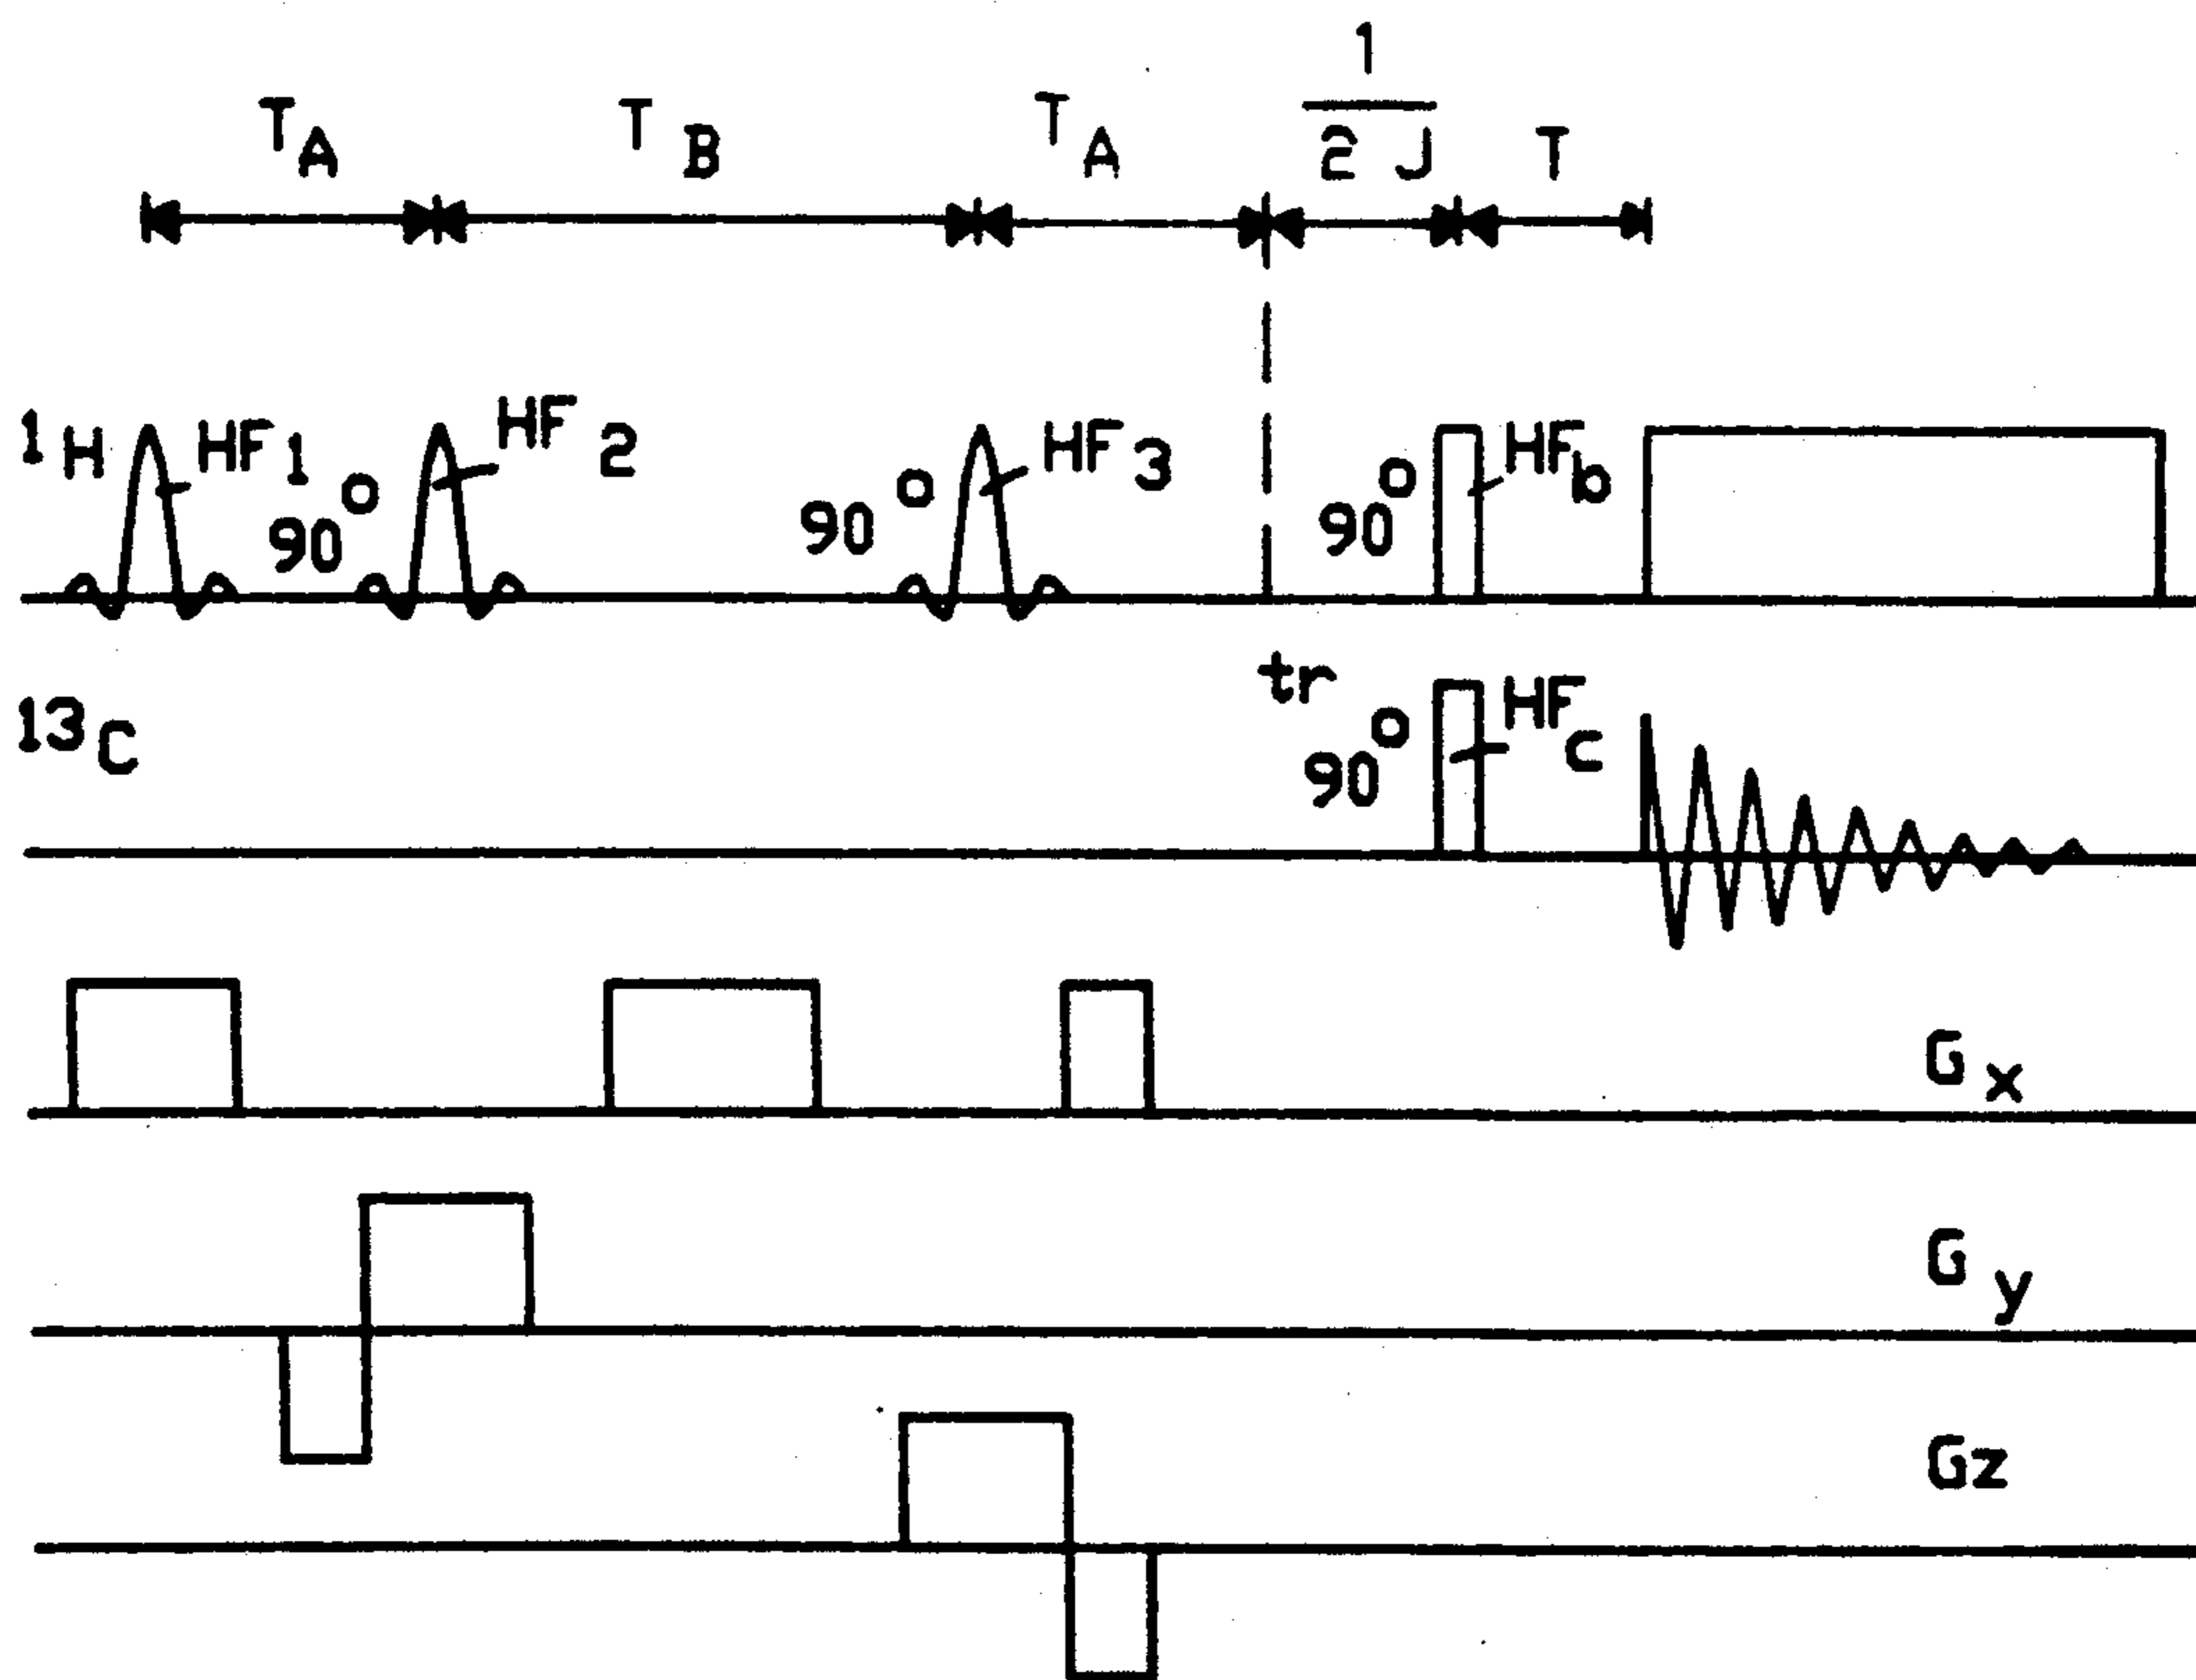 T_A T_B T_A 1/2J T
1H HF1 90° HF2 90° HF3 90° HFb
13C tr 90° HFc
Gx
Gy
Gz